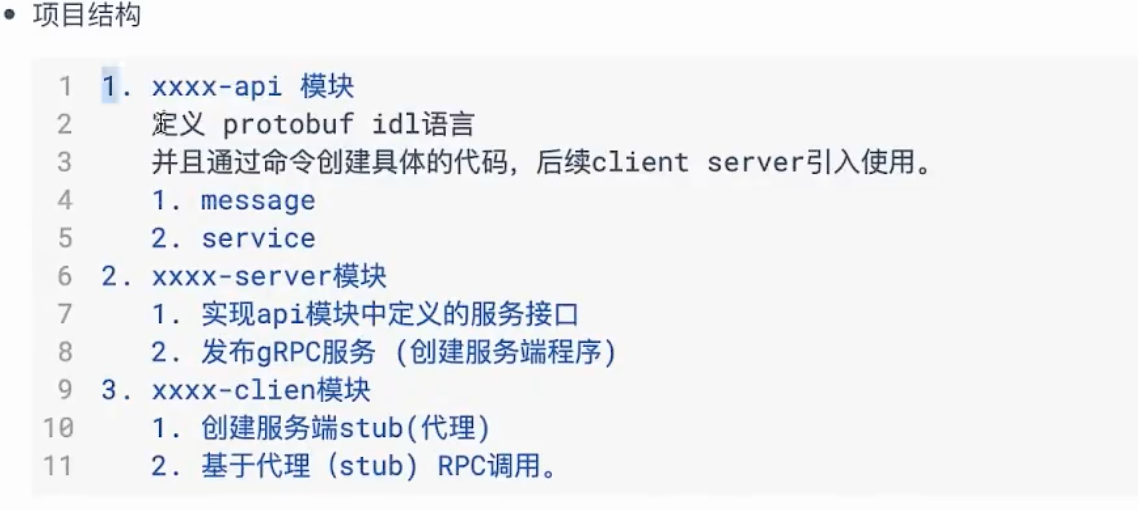 • 项目结构
1 1. xxxx-api 模块
2 定义 protobuf idl语言
3 并且通过命令创建具体的代码，后续client server引入使用。
4 1. message
5 2. service
6 2. xxxx-server模块
7 1. 实现api模块中定义的服务接口
8 2. 发布gRPC服务 (创建服务端程序)
9 3. xxxx-clien模块
10 1. 创建服务端stub(代理)
11 2. 基于代理（stub）RPC调用。